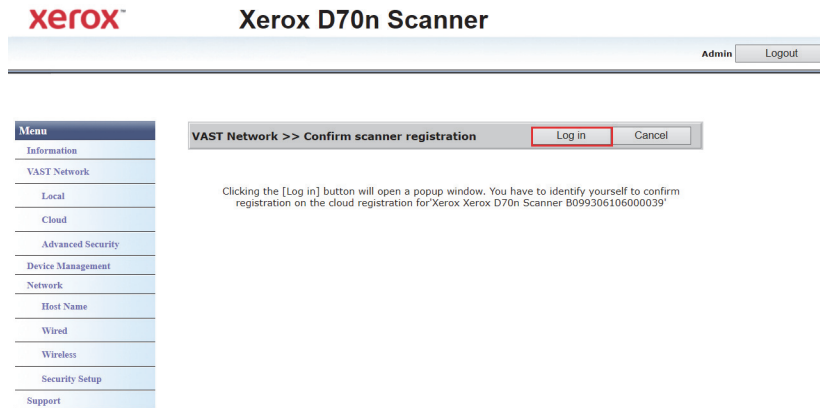 xerox™
Xerox D70n Scanner
Admin Logout
Menu
Information
VAST Network
Local
Cloud
Advanced Security
Device Management
Network
Host Name
Wired
Wireless
Security Setup
Support
VAST Network >> Confirm scanner registration Log in Cancel
Clicking the [Log in] button will open a popup window. You have to identify yourself to confirm
registration on the cloud registration for'Xerox Xerox D70n Scanner B099306106000039'